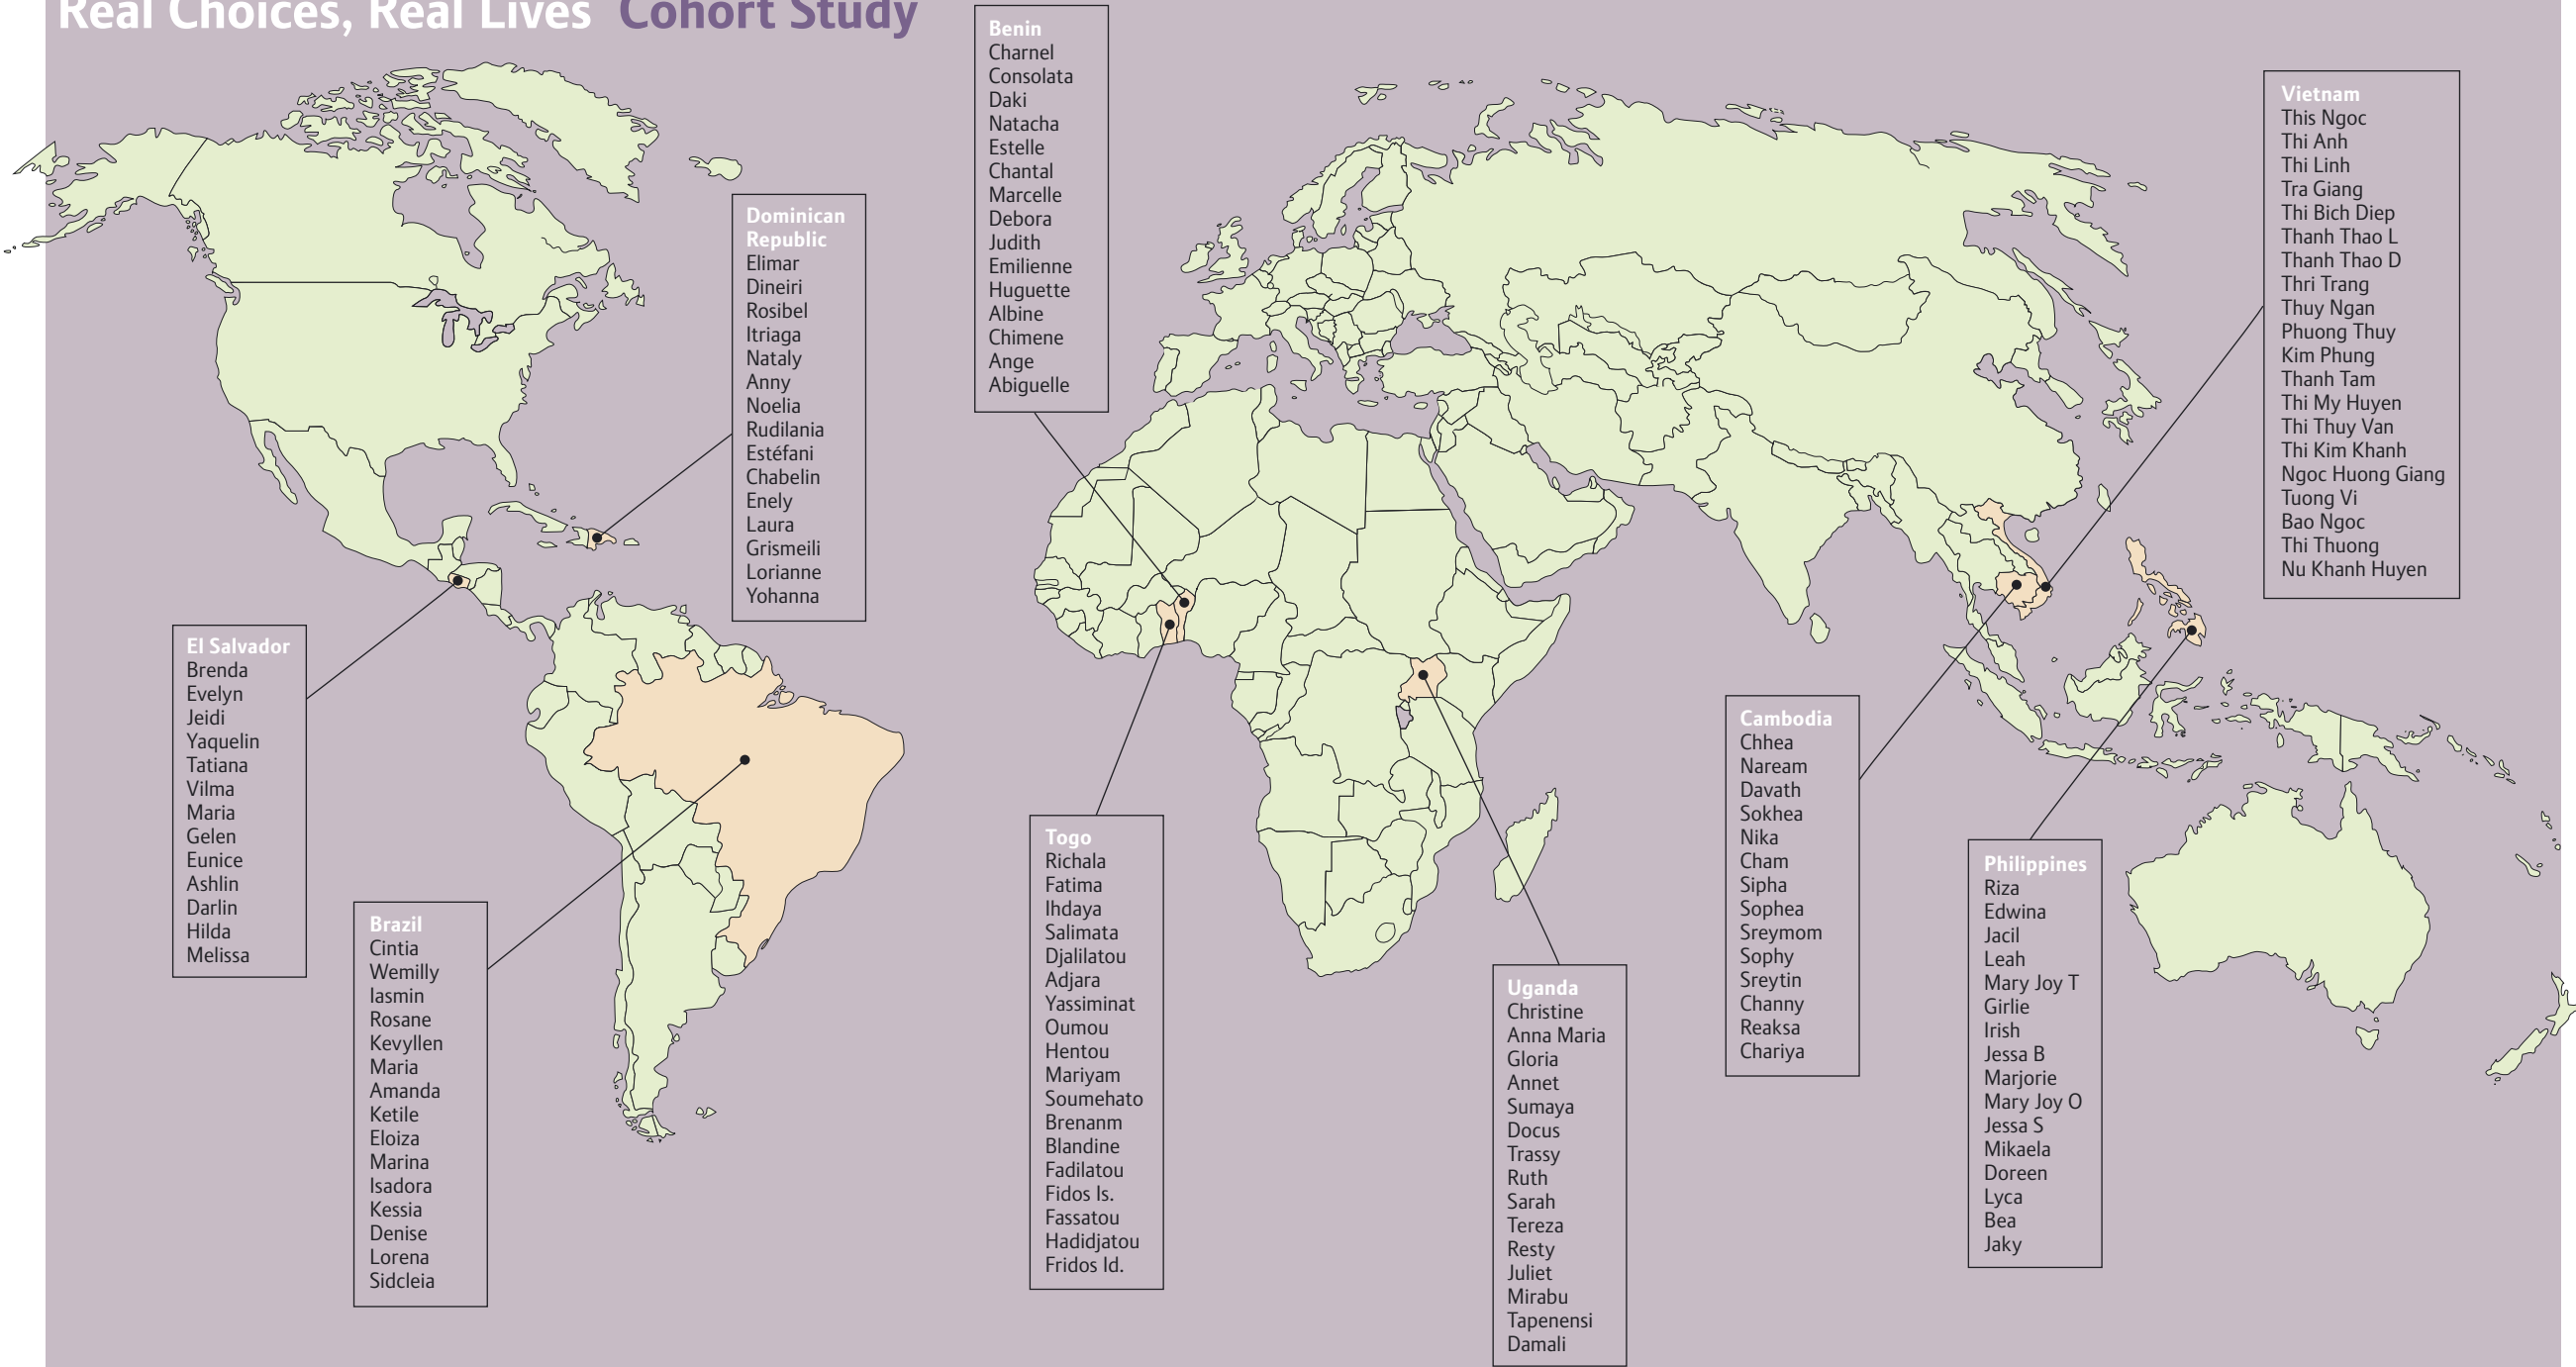 Real Choices, Real Lives Cohort Study
Benin
Charnel
Consolata
Daki
Natacha
Estelle
Chantal
Marcelle
Debora
Judith
Emilienne
Huguette
Albine
Chimene
Ange
Abiguelle
Vietnam
This Ngoc
Thi Anh
Thi Linh
Tra Giang
Thi Bich Diep
Thanh Thao L
Thanh Thao D
Thri Trang
Thuy Ngan
Phuong Thuy
Kim Phung
Thanh Tam
Thi My Huyen
Thi Thuy Van
Thi Kim Khanh
Ngoc Huong Giang
Tuong Vi
Bao Ngoc
Thi Thuong
Nu Khanh Huyen
Dominican
Republic
Elimar
Dineiri
Rosibel
Itriaga
Nataly
Anny
Noelia
Rudilania
Estéfani
Chabelin
Enely
Laura
Grismeili
Lorianne
Yohanna
El Salvador
Brenda
Evelyn
Jeidi
Yaquelin
Tatiana
Vilma
Maria
Gelen
Eunice
Ashlin
Darlin
Hilda
Melissa
Brazil
Cintia
Wemilly
Iasmin
Rosane
Kevyllen
Maria
Amanda
Ketile
Eloiza
Marina
Isadora
Kessia
Denise
Lorena
Sidcleia
Togo
Richala
Fatima
Ihdaya
Salimata
Djalilatou
Adjara
Yassiminat
Oumou
Hentou
Mariyam
Soumehato
Brenanm
Blandine
Fadilatou
Fidos Is.
Fassatou
Hadidjatou
Fridos Id.
Uganda
Christine
Anna Maria
Gloria
Annet
Sumaya
Docus
Trassy
Ruth
Sarah
Tereza
Resty
Juliet
Mirabu
Tapenensi
Damali
Cambodia
Chhea
Naream
Davath
Sokhea
Nika
Cham
Sipha
Sophea
Sreymom
Sophy
Sreytin
Channy
Reaksa
Chariya
Philippines
Riza
Edwina
Jacil
Leah
Mary Joy T
Girlie
Irish
Jessa B
Marjorie
Mary Joy O
Jessa S
Mikaela
Doreen
Lyca
Bea
Jaky